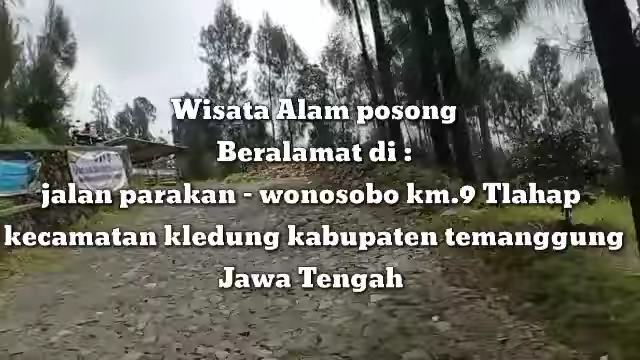 Wisata Alam posong
Beralamat di :
jalan parakan - wonosobo km.9 Tlahap
kecamatan kledung kabupaten temanggung
Jawa Tengah